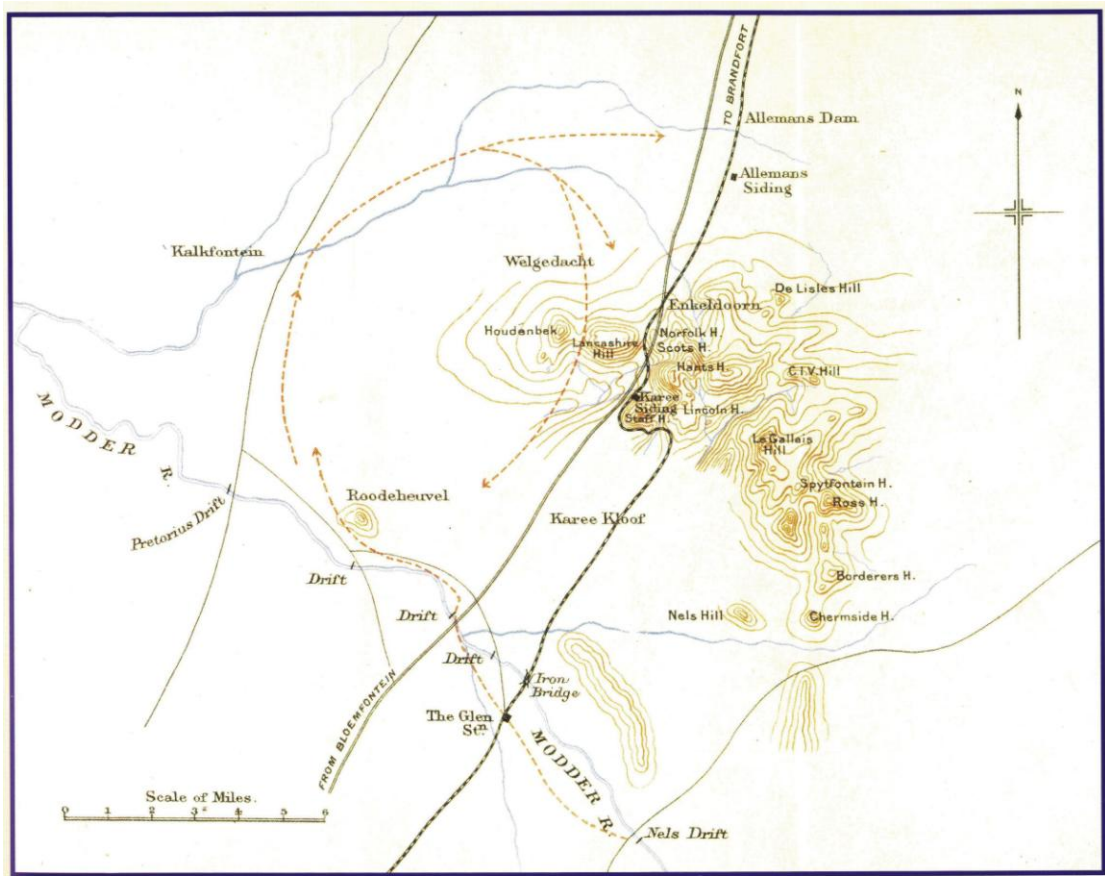 TO BRANDFORT
N
Allemans Dam
Allemans
Siding
Kalkfontein
Welgedacht
De Lisles Hill
Enkeldoorn
Houdenbek
Norfolk H.
Lancashire
Hill
Scots H.
Hants H.
C.I.V. Hill
Karee
Siding
Lincoln H.
Staff H.
MODDER R.
Le Gallais
Hill
Spytfontein H.
Roodeheuvel
Ross H.
Pretorius Drift
Karee Kloof
Drift
Borderers H.
Drift
Nels Hill
Chermside H.
Drift
Iron
Bridge
FROM BLOEMFONTEIN
The Glen
Stn.
MODDER R.
Scale of Miles.
0 1 2 3 4 5 6
Nels Drift